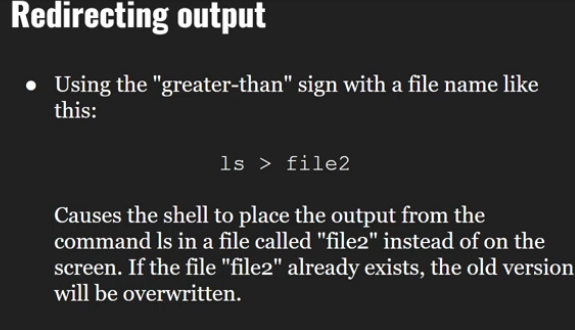 Redirecting output
● Using the "greater-than" sign with a file name like
this:
ls > file2
Causes the shell to place the output from the
command ls in a file called "file2" instead of on the
screen. If the file "file2" already exists, the old version
will be overwritten.